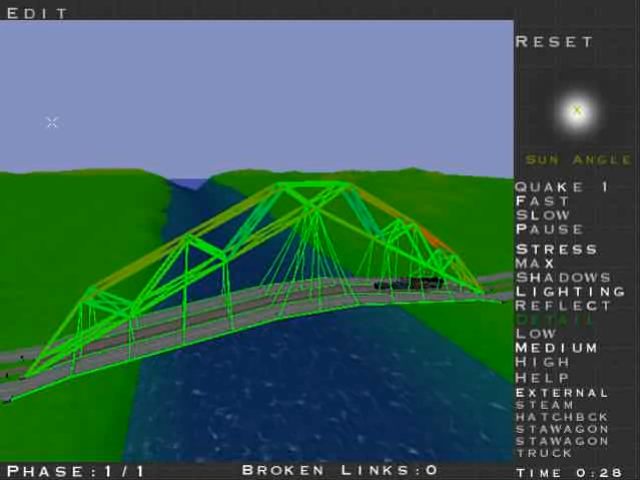 EDIT
RESET
SUN ANGLE
QUAKE 1
FAST
SLOW
PAUSE
STRESS
MAX
SHADOWS
LIGHTING
REFLECT
DETAIL
LOW
MEDIUM
HIGH
HELP
EXTERNAL
STEAM
HATCHBCK
STAWAGON
STAWAGON
TRUCK
PHASE:1/1
BROKEN LINKS:0
TIME 0:28